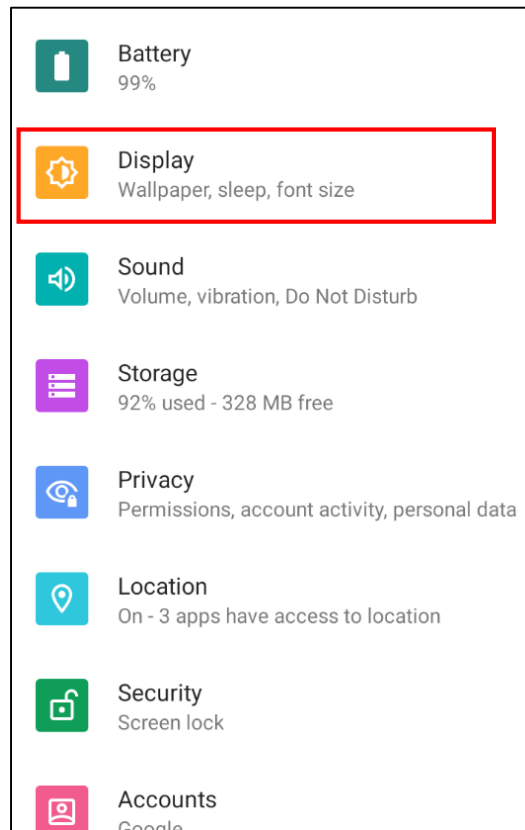 Battery
99%
Display
Wallpaper, sleep, font size
Sound
Volume, vibration, Do Not Disturb
Storage
92% used - 328 MB free
Privacy
Permissions, account activity, personal data
Location
On - 3 apps have access to location
Security
Screen lock
Accounts
Google